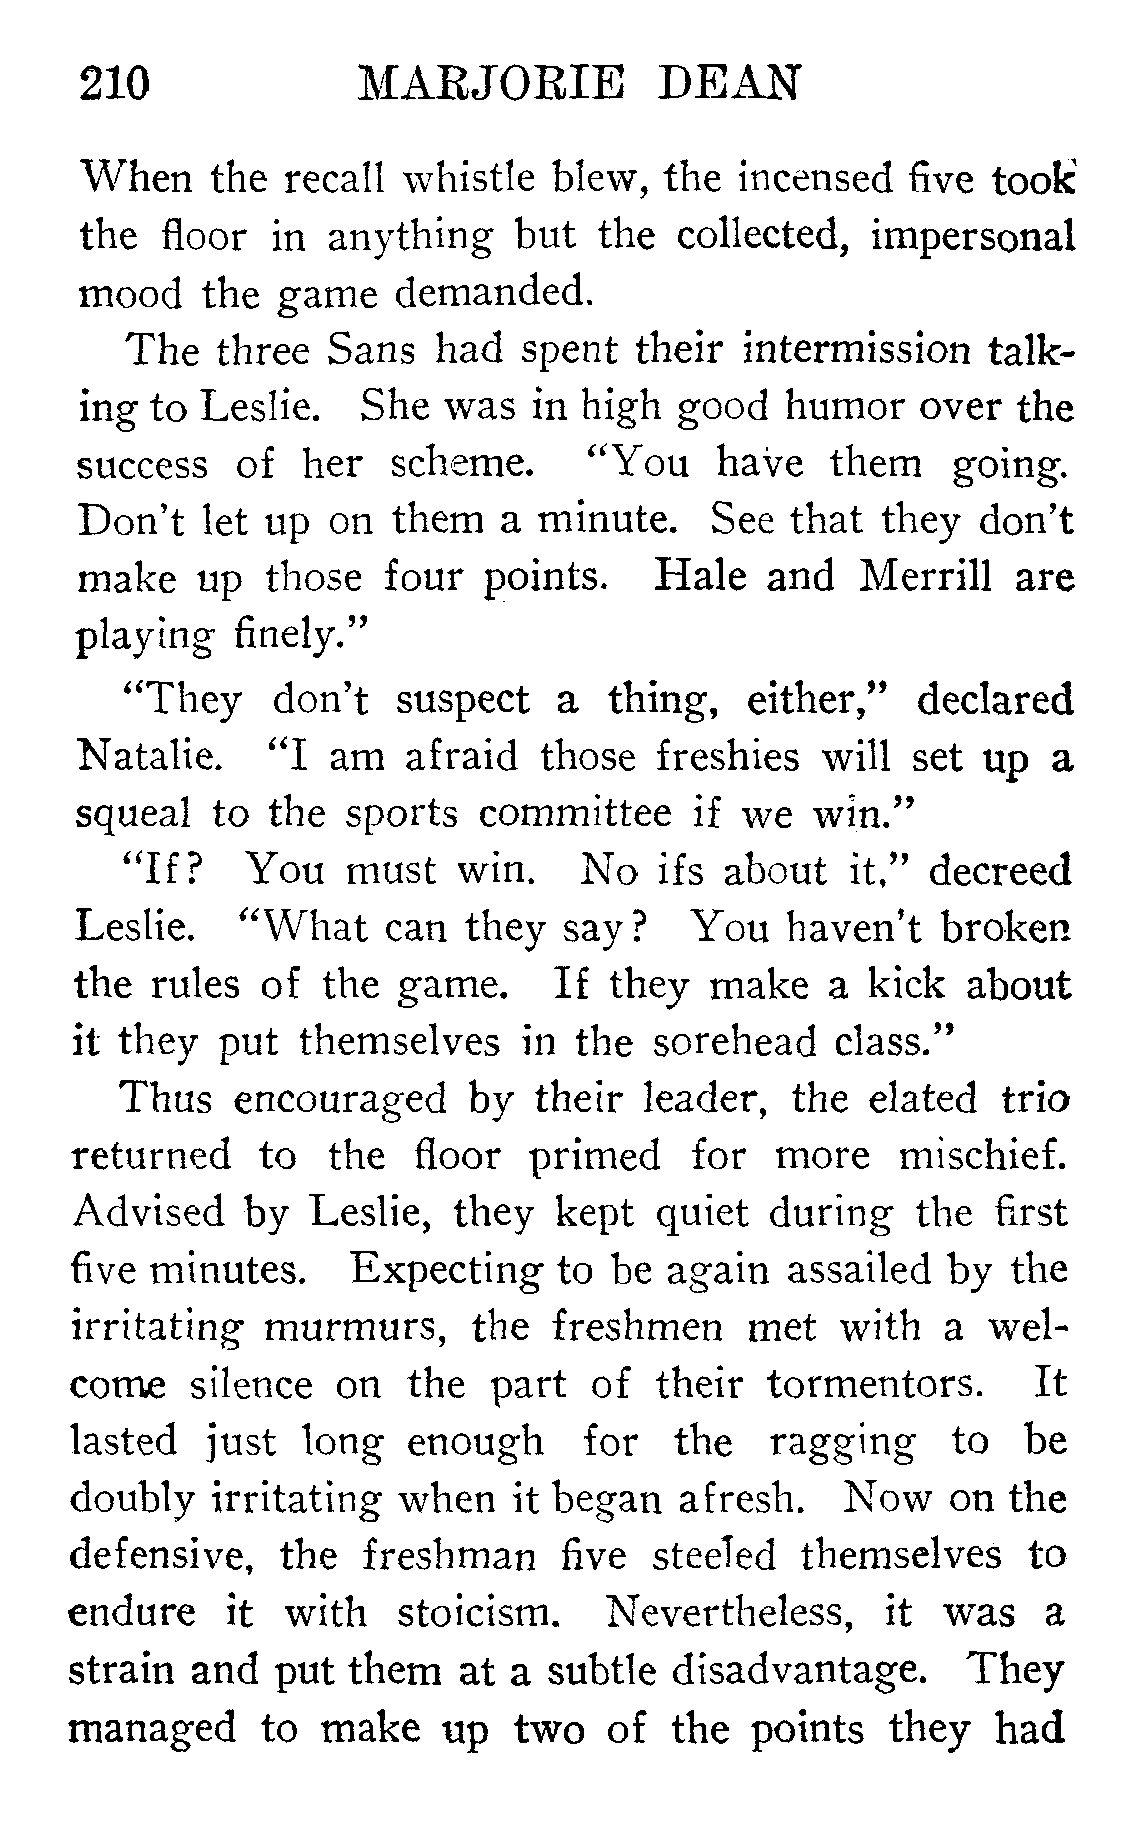 210 MARJORIE DEAN
When the recall whistle blew, the incensed five took
the floor in anything but the collected, impersonal
mood the game demanded.
The three Sans had spent their intermission talk-
ing to Leslie. She was in high good humor over the
success of her scheme. “You have them going.
Don’t let up on them a minute. See that they don’t
make up those four points. Hale and Merrill are
playing finely.”
“They don’t suspect a thing, either,” declared
Natalie. “I am afraid those freshies will set up a
squeal to the sports committee if we win.”
“If? You must win. No ifs about it,” decreed
Leslie. “What can they say? You haven’t broken
the rules of the game. If they make a kick about
it they put themselves in the sorehead class.”
Thus encouraged by their leader, the elated trio
returned to the floor primed for more mischief.
Advised by Leslie, they kept quiet during the first
five minutes. Expecting to be again assailed by the
irritating murmurs, the freshmen met with a wel-
come silence on the part of their tormentors. It
lasted just long enough for the ragging to be
doubly irritating when it began afresh. Now on the
defensive, the freshman five steeled themselves to
endure it with stoicism. Nevertheless, it was a
strain and put them at a subtle disadvantage. They
managed to make up two of the points they had